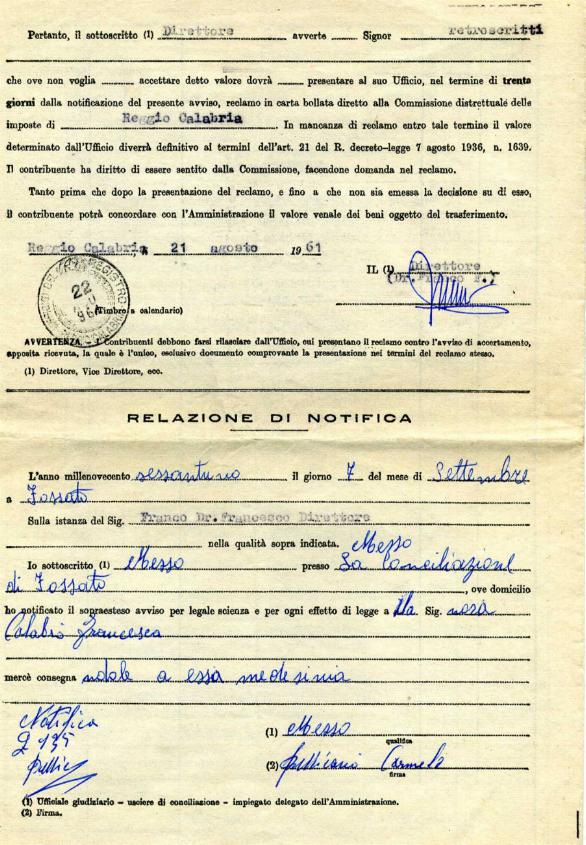 Pertanto, il sottoscritto (1) Direttore avverte Signor retroscritti
che ove non voglia accettare detto valore dovrà presentare al suo Ufficio, nel termine di trenta
giorni dalla notificazione del presente avviso, reclamo in carta bollata diretto alla Commissione distrettuale delle
imposte di Reggio Calabria. In mancanza di reclamo entro tale termine il valore
determinato dall'Ufficio diverrà definitivo ai termini dell'art. 21 del R. decreto-legge 7 agosto 1936, n. 1639.
Il contribuente ha diritto di essere sentito dalla Commissione, facendone domanda nel reclamo.
Tanto prima che dopo la presentazione del reclamo, e fino a che non sia emessa la decisione su di esso,
il contribuente potrà concordare con l'Amministrazione il valore venale dei beni oggetto del trasferimento.
Reggio Calabria, 21 agosto 1961
IL (1) Direttore
(Dr. Franco F.)
REGISTRO
22
(Timbro a calendario)
AVVERTENZA. - I Contribuenti debbono farsi rilasciare dall'Ufficio, cui presentano il reclamo contro l'avviso di accertamento,
apposita ricevuta, la quale è l'unico, esclusivo documento comprovante la presentazione nei termini del reclamo stesso.
(1) Direttore, Vice Direttore, ecc.
RELAZIONE DI NOTIFICA
L'anno millenovecento sessantuno il giorno 7 del mese di Settembre
a Fossato
Sulla istanza del Sig. Franco Dr. Francesco Direttore
nella qualità sopra indicata. Messo
Io sottoscritto (1) Messo presso La Conciliazione
di Fossato, ove domicilio
ho notificato il sopraesteso avviso per legale scienza e per ogni effetto di legge a lla Sig. nora
Calabrò Francesca
mercè consegna a essa medesima
Notifica
(1) Messo
qualifica
(2) Carmelo
firma
(1) Ufficiale giudiziario - usciere di conciliazione - impiegato delegato dell'Amministrazione.
(2) Firma.